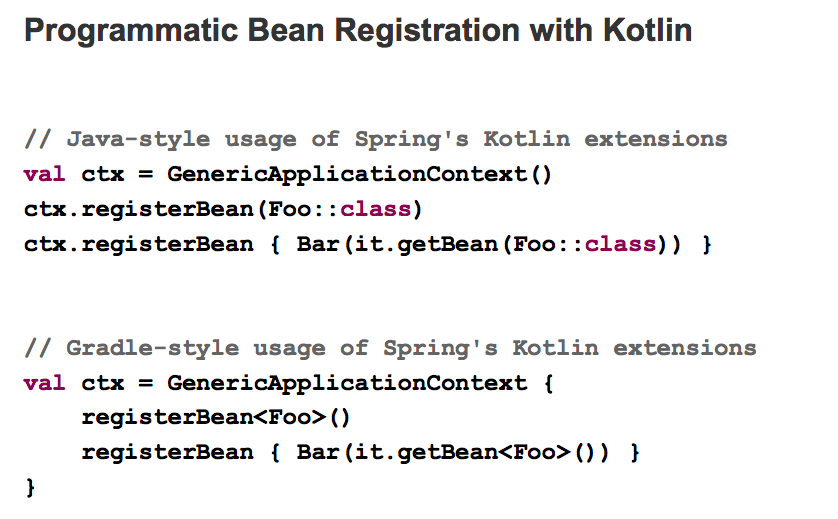 Programmatic Bean Registration with Kotlin
// Java-style usage of Spring's Kotlin extensions
val ctx = GenericApplicationContext()
ctx.registerBean(Foo::class)
ctx.registerBean { Bar(it.getBean(Foo::class)) }
// Gradle-style usage of Spring's Kotlin extensions
val ctx = GenericApplicationContext {
    registerBean<Foo>()
    registerBean { Bar(it.getBean<Foo>()) }
}